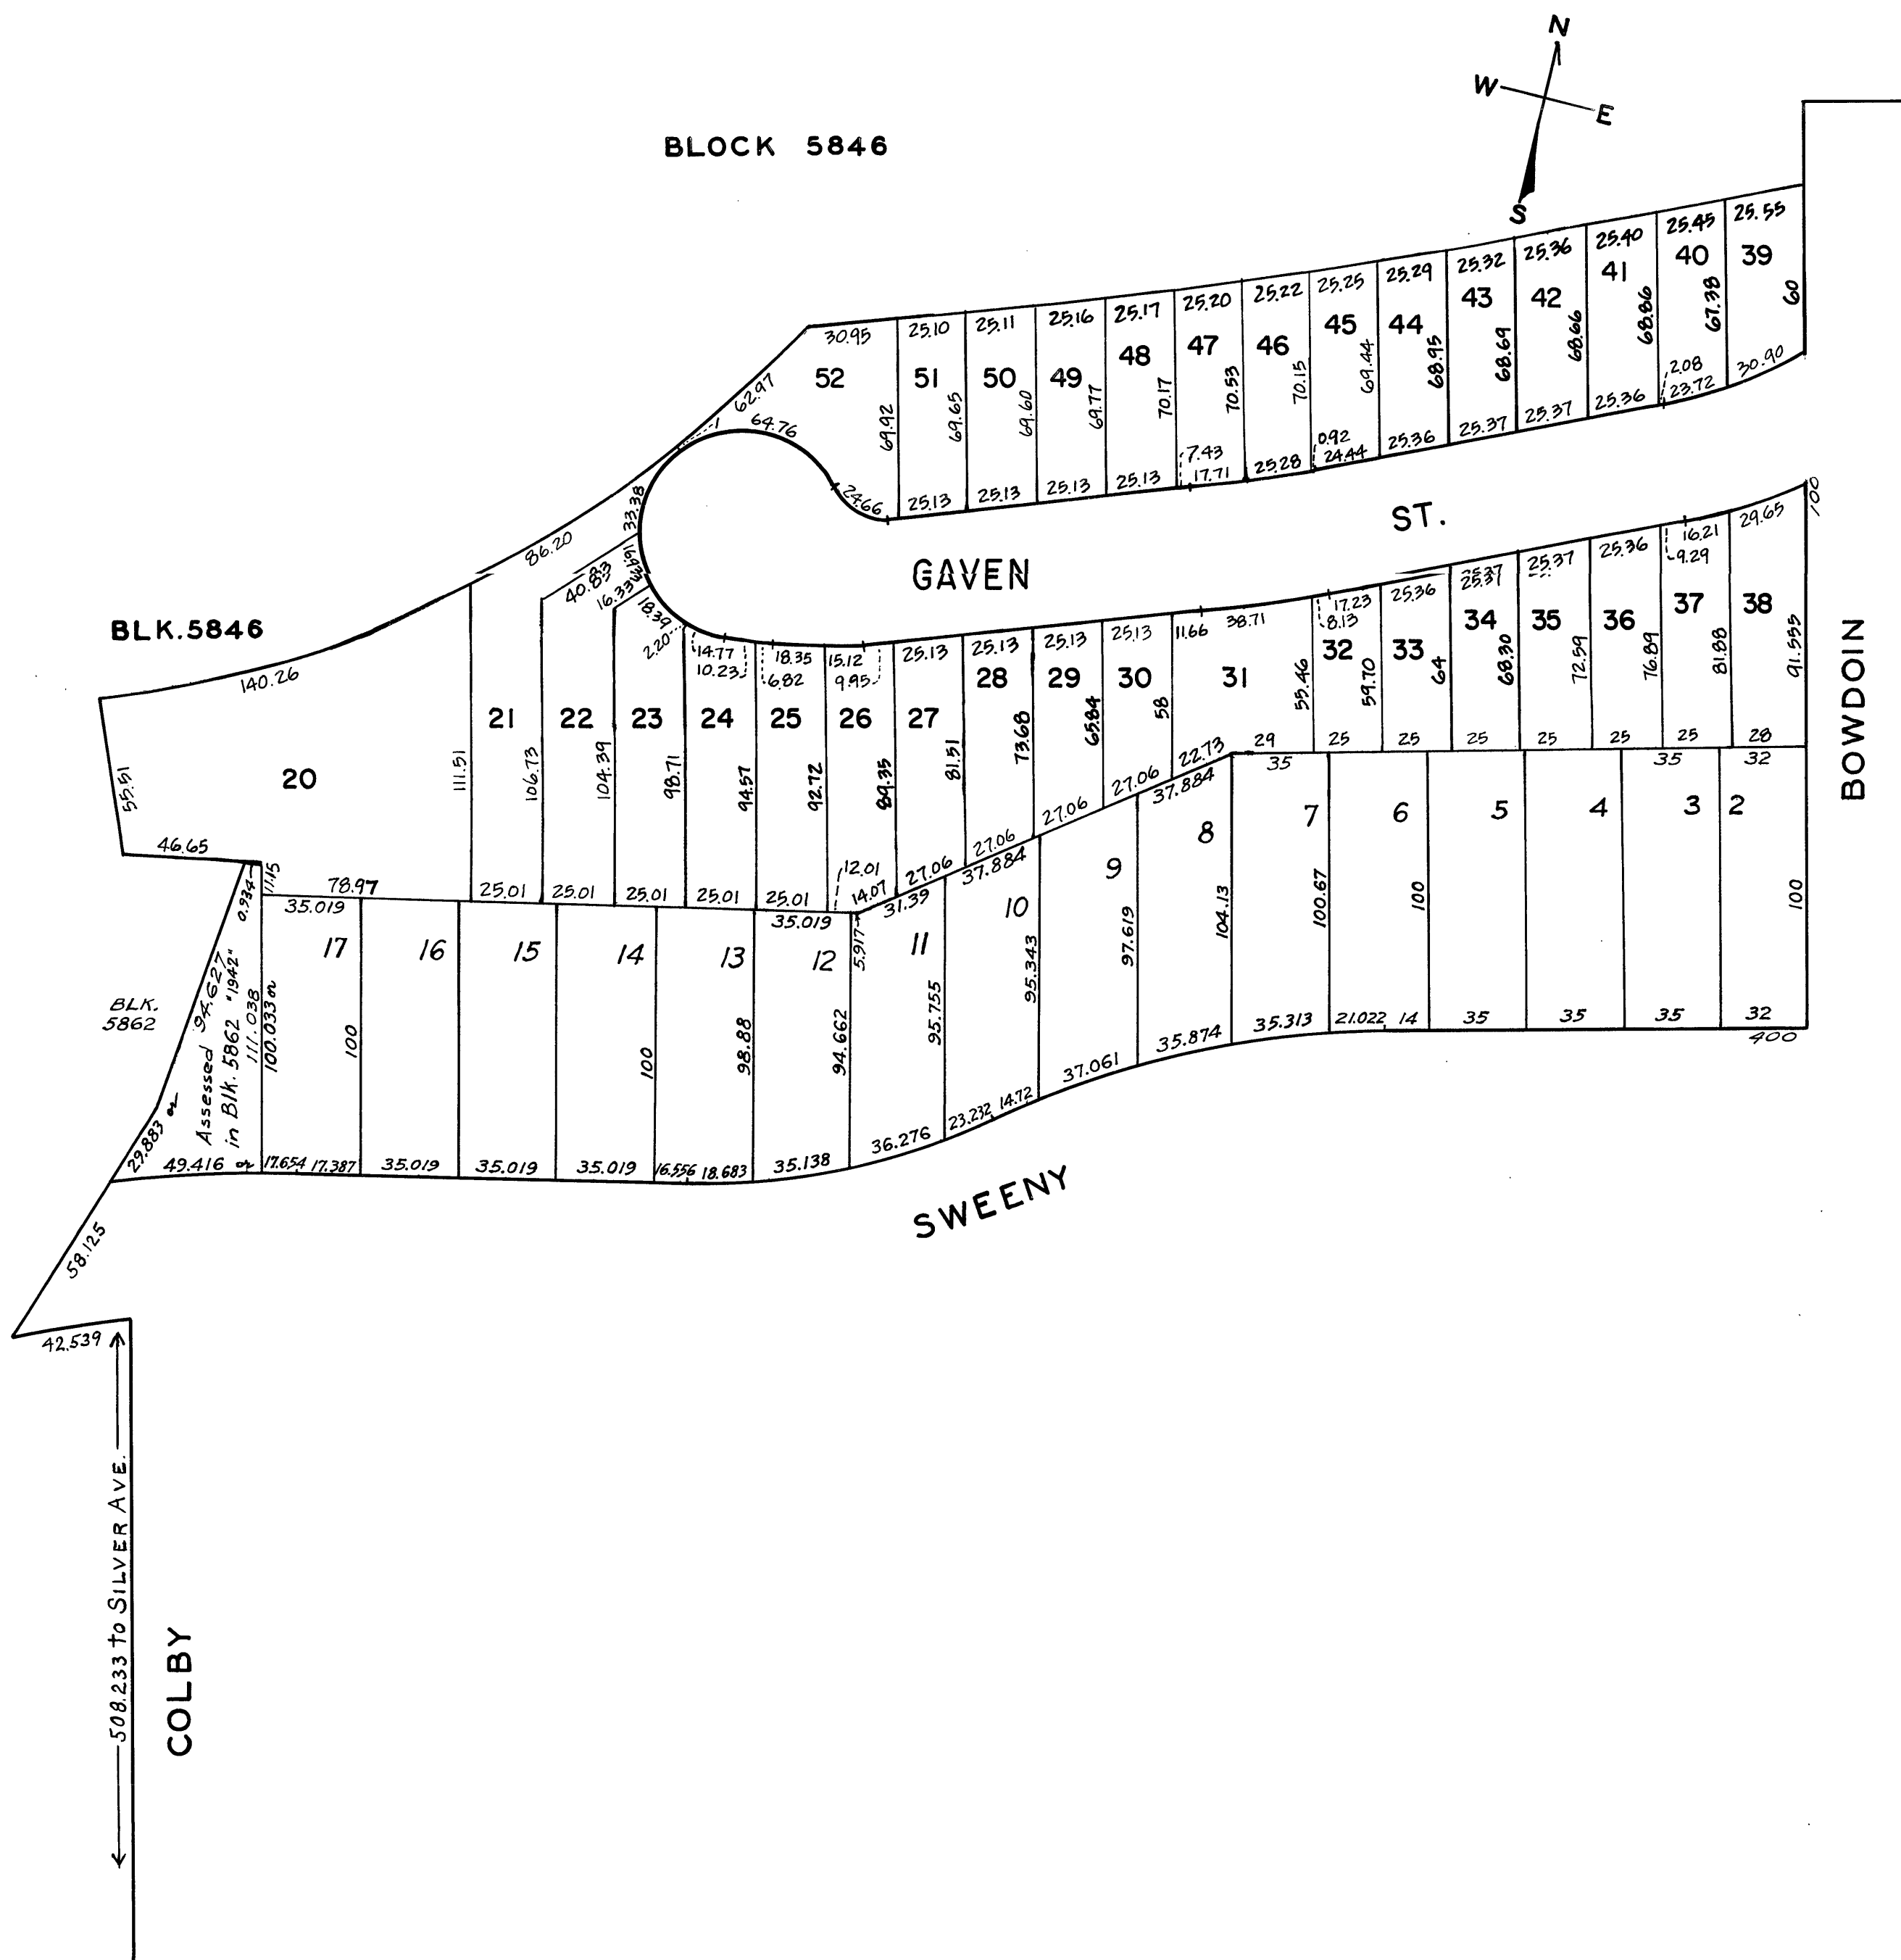 N
W
E
S
BLOCK 5846
30.95 25.10 25.11 25.16 25.17 25.20 25.22 25.25 25.29 25.32 25.36 25.40 25.45 25.55
52 51 50 49 48 47 46 45 44 43 42 41 40 39
69.92 69.65 69.60 69.77 70.17 70.53 70.15 69.44 68.95 68.69 68.66 68.86 67.38 60
62.97
1
64.76
24.66 25.13 25.13 25.13 25.13 7.43 17.71 25.28 0.92 24.44 25.36 25.37 25.37 25.36 2.08 23.72 30.90
GAVEN ST.
100
33.38
86.20
40.83
16.91
16.33
18.39
2.20
14.77 10.23 18.35 6.82 15.12 9.95 25.13 25.13 25.13 25.13 11.66 38.71 17.23 8.13 25.36 25.37 25.37 25.36 16.21 9.29 29.65
BLK. 5846
140.26
55.51
46.65
20 21 22 23 24 25 26 27 28 29 30 31 32 33 34 35 36 37 38
111.51 106.73 104.39 98.71 94.57 92.72 89.35 81.51 73.68 65.84 58 55.46 59.70 64 68.30 72.59 76.89 81.88 91.555
BOWDOIN
11.15 78.97 25.01 25.01 25.01 25.01 25.01 12.01 14.07 27.06 27.06 27.06 27.06 22.73 29 25 25 25 25 25 25 28
0.934
35.019 35.019 5.917 31.39 37.884 37.884 35 35 32
17 16 15 14 13 12 11 10 9 8 7 6 5 4 3 2
BLK.
5862
94.627
Assessed
in Blk. 5862 "1942"
111.038
100.033 or
100 100 98.88 94.662 95.755 95.343 97.619 104.13 100.67 100 100
29.883 or
49.416 or 17.654 17.387 35.019 35.019 35.019 16.556 18.683 35.138 36.276 23.232 14.72 37.061 35.874 35.313 21.022 14 35 35 35 32
400
SWEENY
58.125
42.539
508.233 to SILVER AVE.
COLBY